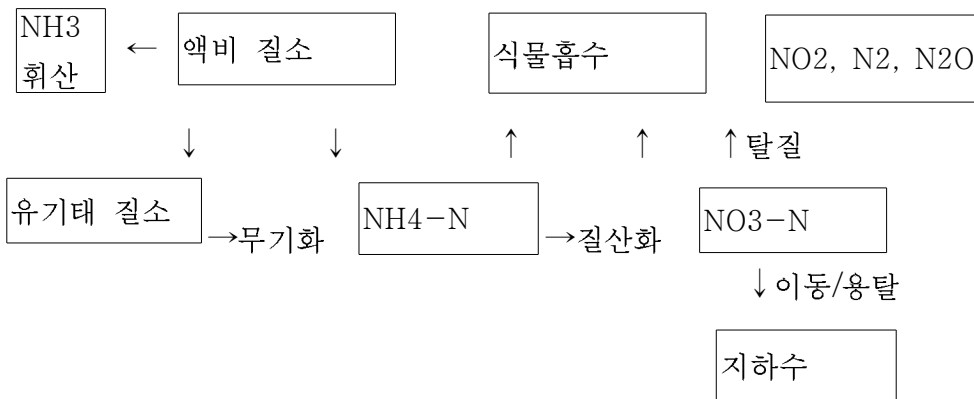 NH3
휘산
← 액비 질소
식물흡수
NO2, N2, N2O
↓ ↓ ↑ ↑ ↑탈질
유기태 질소
→무기화
NH4-N
→질산화
NO3-N
↓이동/용탈
지하수